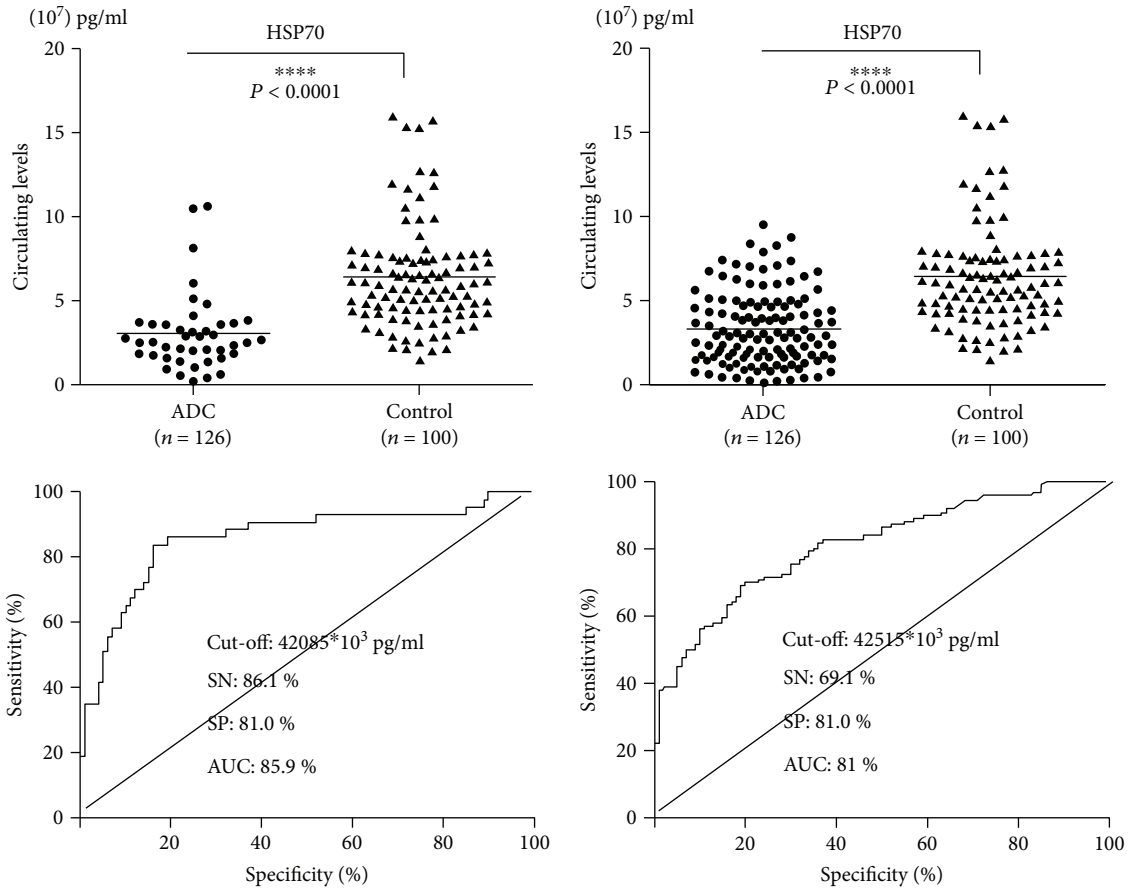 (10⁷) pg/ml
HSP70
****
P < 0.0001
Circulating levels
20
15
10
5
0
ADC
(n = 126)
Control
(n = 100)
(10⁷) pg/ml
HSP70
****
P < 0.0001
Circulating levels
20
15
10
5
0
ADC
(n = 126)
Control
(n = 100)
Sensitivity (%)
100
80
60
40
20
0
Cut-off: 42085*10³ pg/ml
SN: 86.1 %
SP: 81.0 %
AUC: 85.9 %
20 40 60 80 100
Specificity (%)
Sensitivity (%)
100
80
60
40
20
0
Cut-off: 42515*10³ pg/ml
SN: 69.1 %
SP: 81.0 %
AUC: 81 %
20 40 60 80 100
Specificity (%)